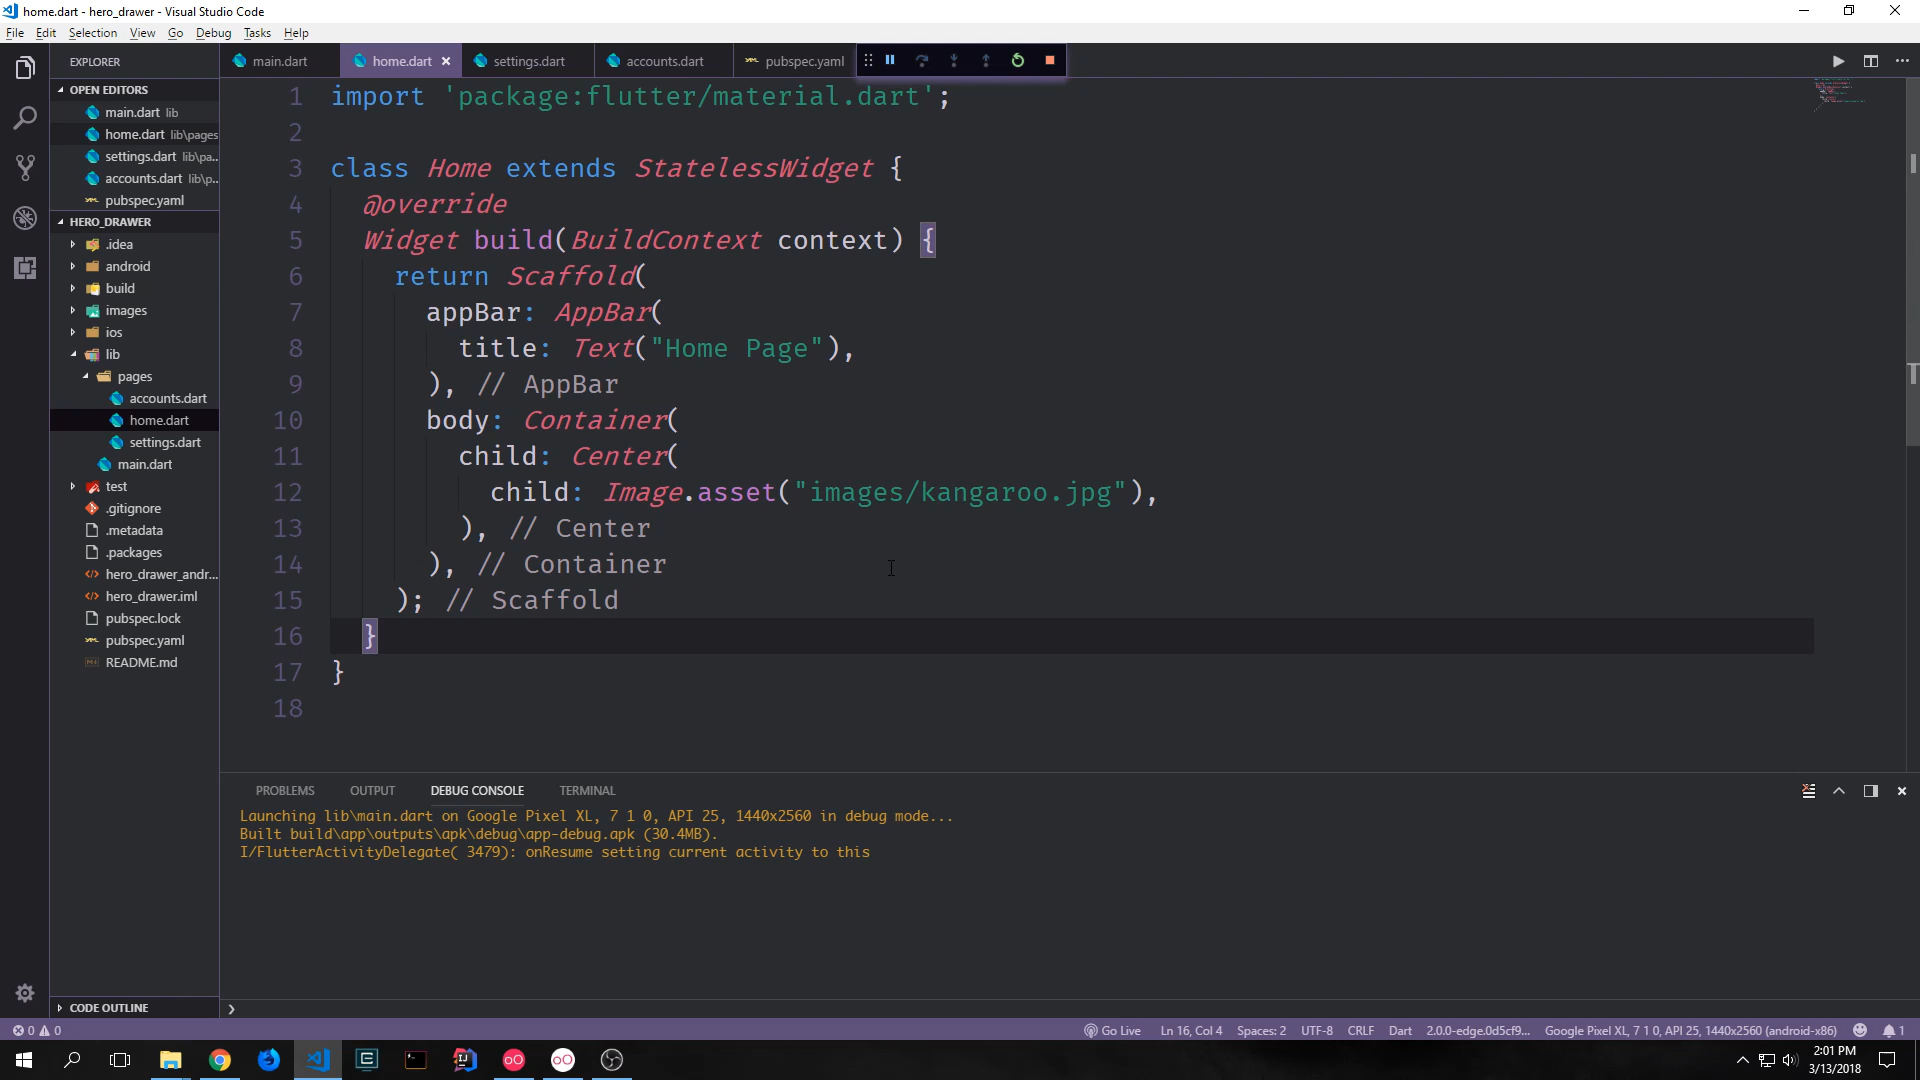 home.dart - hero_drawer - Visual Studio Code
File Edit Selection View Go Debug Tasks Help
EXPLORER
OPEN EDITORS
main.dart lib
home.dart lib\pages
settings.dart lib\pa...
accounts.dart lib\p...
pubspec.yaml
HERO_DRAWER
.idea
android
build
images
ios
lib
pages
accounts.dart
home.dart
settings.dart
main.dart
test
.gitignore
.metadata
.packages
hero_drawer_andr...
hero_drawer.iml
pubspec.lock
pubspec.yaml
README.md
CODE OUTLINE
main.dart home.dart settings.dart accounts.dart pubspec.yaml
1 import 'package:flutter/material.dart';
2
3 class Home extends StatelessWidget {
4 @override
5 Widget build(BuildContext context) {
6 return Scaffold(
7 appBar: AppBar(
8 title: Text("Home Page"),
9 ), // AppBar
10 body: Container(
11 child: Center(
12 child: Image.asset("images/kangaroo.jpg"),
13 ), // Center
14 ), // Container
15 ); // Scaffold
16 }
17 }
18
PROBLEMS OUTPUT DEBUG CONSOLE TERMINAL
Launching lib\main.dart on Google Pixel XL, 7 1 0, API 25, 1440x2560 in debug mode...
Built build\app\outputs\apk\debug\app-debug.apk (30.4MB).
I/FlutterActivityDelegate( 3479): onResume setting current activity to this
0 0 Go Live Ln 16, Col 4 Spaces: 2 UTF-8 CRLF Dart 2.0.0-edge.0d5cf9... Google Pixel XL, 7 1 0, API 25, 1440x2560 (android-x86) 1
2:01 PM
3/13/2018